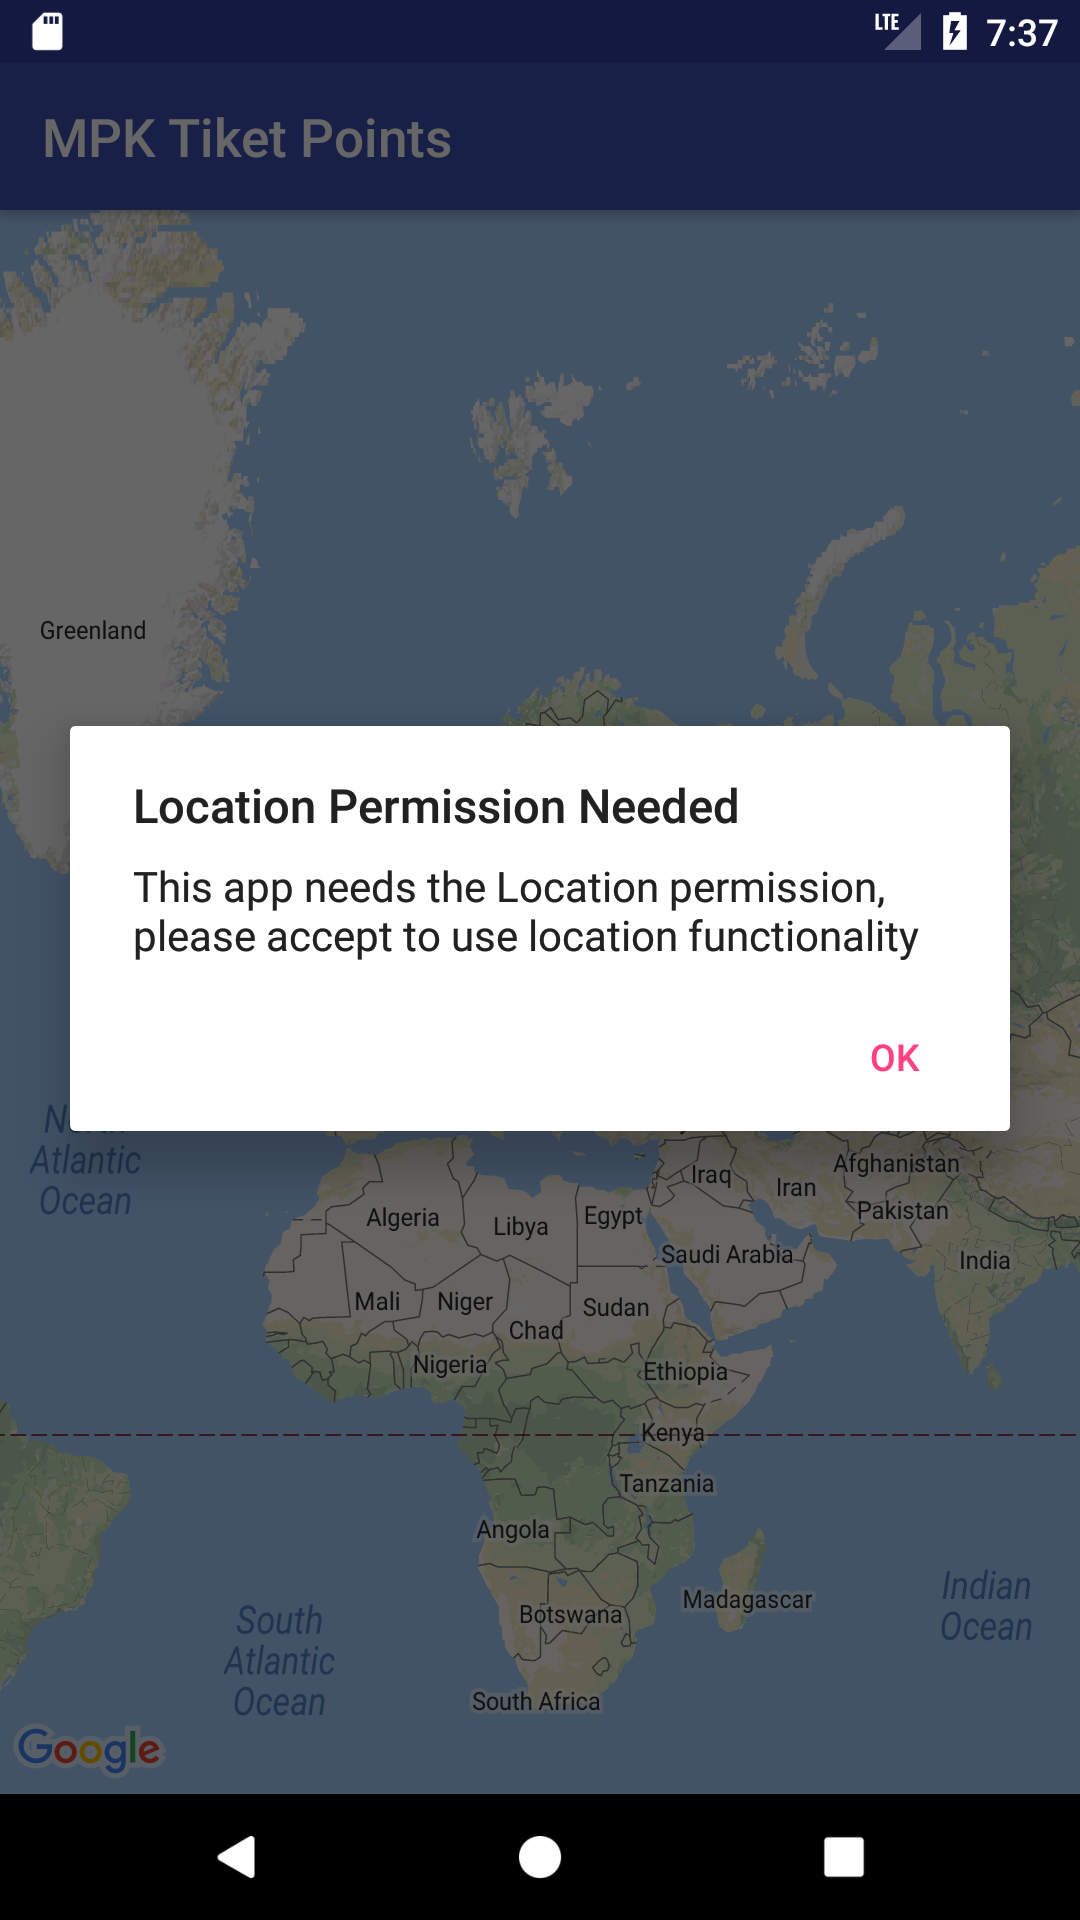 LTE 7:37
MPK Tiket Points
Greenland
Location Permission Needed
This app needs the Location permission,
please accept to use location functionality
OK
North
Atlantic
Ocean
Iraq
Afghanistan
Iran
Pakistan
Algeria
Libya
Egypt
Saudi Arabia
India
Mali
Niger
Sudan
Chad
Nigeria
Ethiopia
Kenya
Tanzania
Angola
Botswana
Madagascar
Indian
Ocean
South
Atlantic
Ocean
South Africa
Google